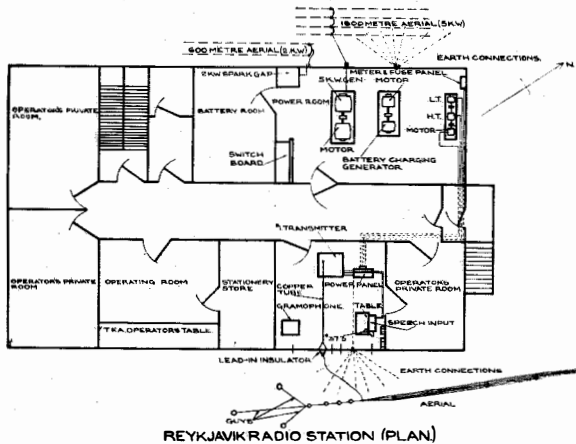 1800 METRE AERIAL (5 K.W)
600 METRE AERIAL (2 K.W)
EARTH CONNECTIONS.
N
2 KW SPARK GAP
5 K.W. GEN.
METER & FUSE PANEL
MOTOR
OPERATOR'S PRIVATE
ROOM,
BATTERY ROOM
POWER ROOM
L.T.
H.T.
MOTOR
SWITCH
BOARD
MOTOR
BATTERY CHARGING
GENERATOR
TRANSMITTER
OPERATOR'S PRIVATE
ROOM
OPERATING ROOM
STATIONERY
STORE
COPPER
TUBE
POWER PANEL
OPERATOR'S
PRIVATE ROOM
GRAMOPHONE
TABLE
SPEECH INPUT
T.K.A. OPERATORS TABLE
LEAD-IN INSULATOR
EARTH CONNECTIONS
AERIAL
GUYS
REYKJAVIK RADIO STATION (PLAN)